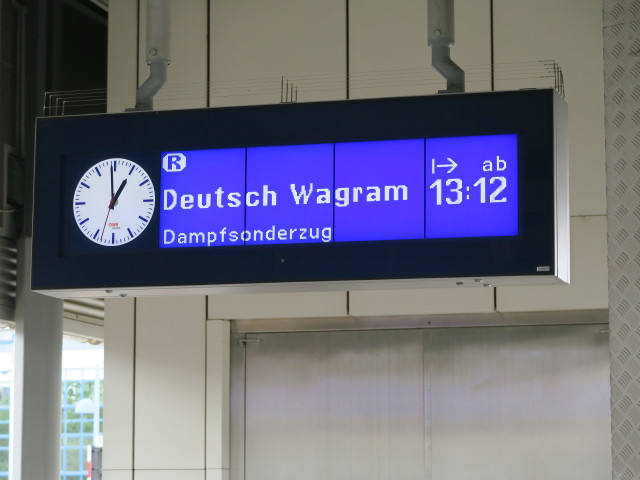 R
ab
Deutsch Wagram
13:12
Dampfsonderzug